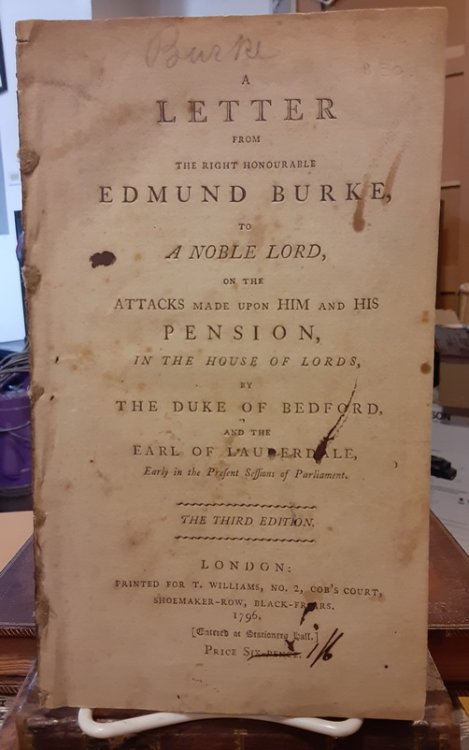 Burke
A
LETTER
FROM
THE RIGHT HONOURABLE
EDMUND BURKE,
TO
A NOBLE LORD,
ON THE
ATTACKS MADE UPON HIM AND HIS
PENSION,
IN THE HOUSE OF LORDS,
BY
THE DUKE OF BEDFORD,
AND THE
EARL OF LAUDERDALE,
Early in the Preſent Seſſions of Parliament.
THE THIRD EDITION.
LONDON:
PRINTED FOR T. WILLIAMS, NO. 2, COB'S COURT,
SHOEMAKER-ROW, BLACK-FRIARS.
1796.
[Entered at Stationers Hall.]
PRICE SIX-PENCE. 1/6